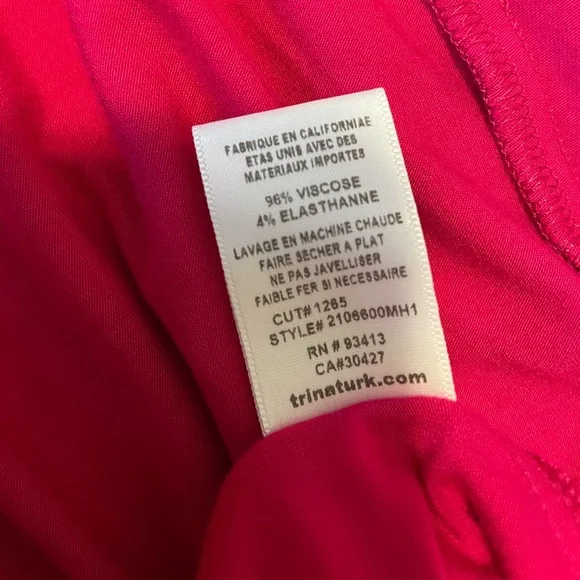 FABRIQUE EN CALIFORNIAE
ETAS UNIS AVEC DES
MATERIAUX IMPORTES
96% VISCOSE
4% ELASTHANNE
LAVAGE EN MACHINE CHAUDE
FAIRE SECHER A PLAT
NE PAS JAVELLISER
FAIBLE FER SI NECESSAIRE
CUT# 1265
STYLE# 2106600MH1
RN # 93413
CA#30427
trinaturk.com